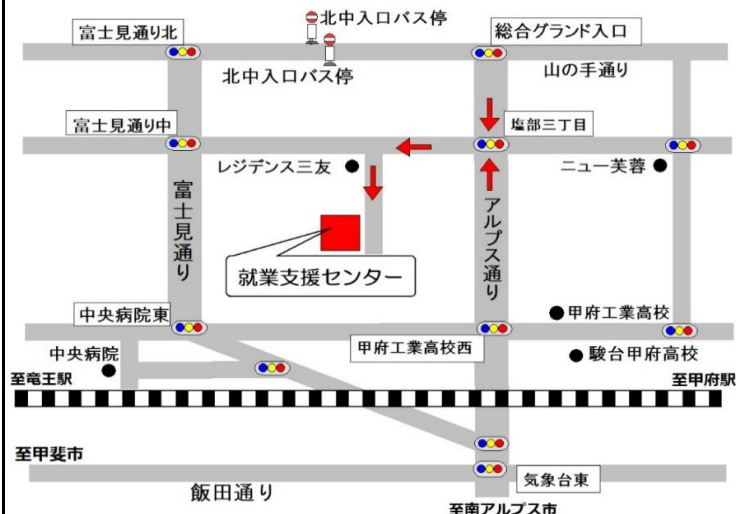 北中入口バス停
富士見通り北
総合グランド入口
北中入口バス停
山の手通り
富士見通り中
塩部三丁目
レジデンス三友
ニュー芙蓉
富士見通り
アルプス通り
就業支援センター
中央病院東
甲府工業高校
甲府工業高校西
中央病院
駿台甲府高校
至竜王駅
至甲府駅
至甲斐市
気象台東
飯田通り
至南アルプス市